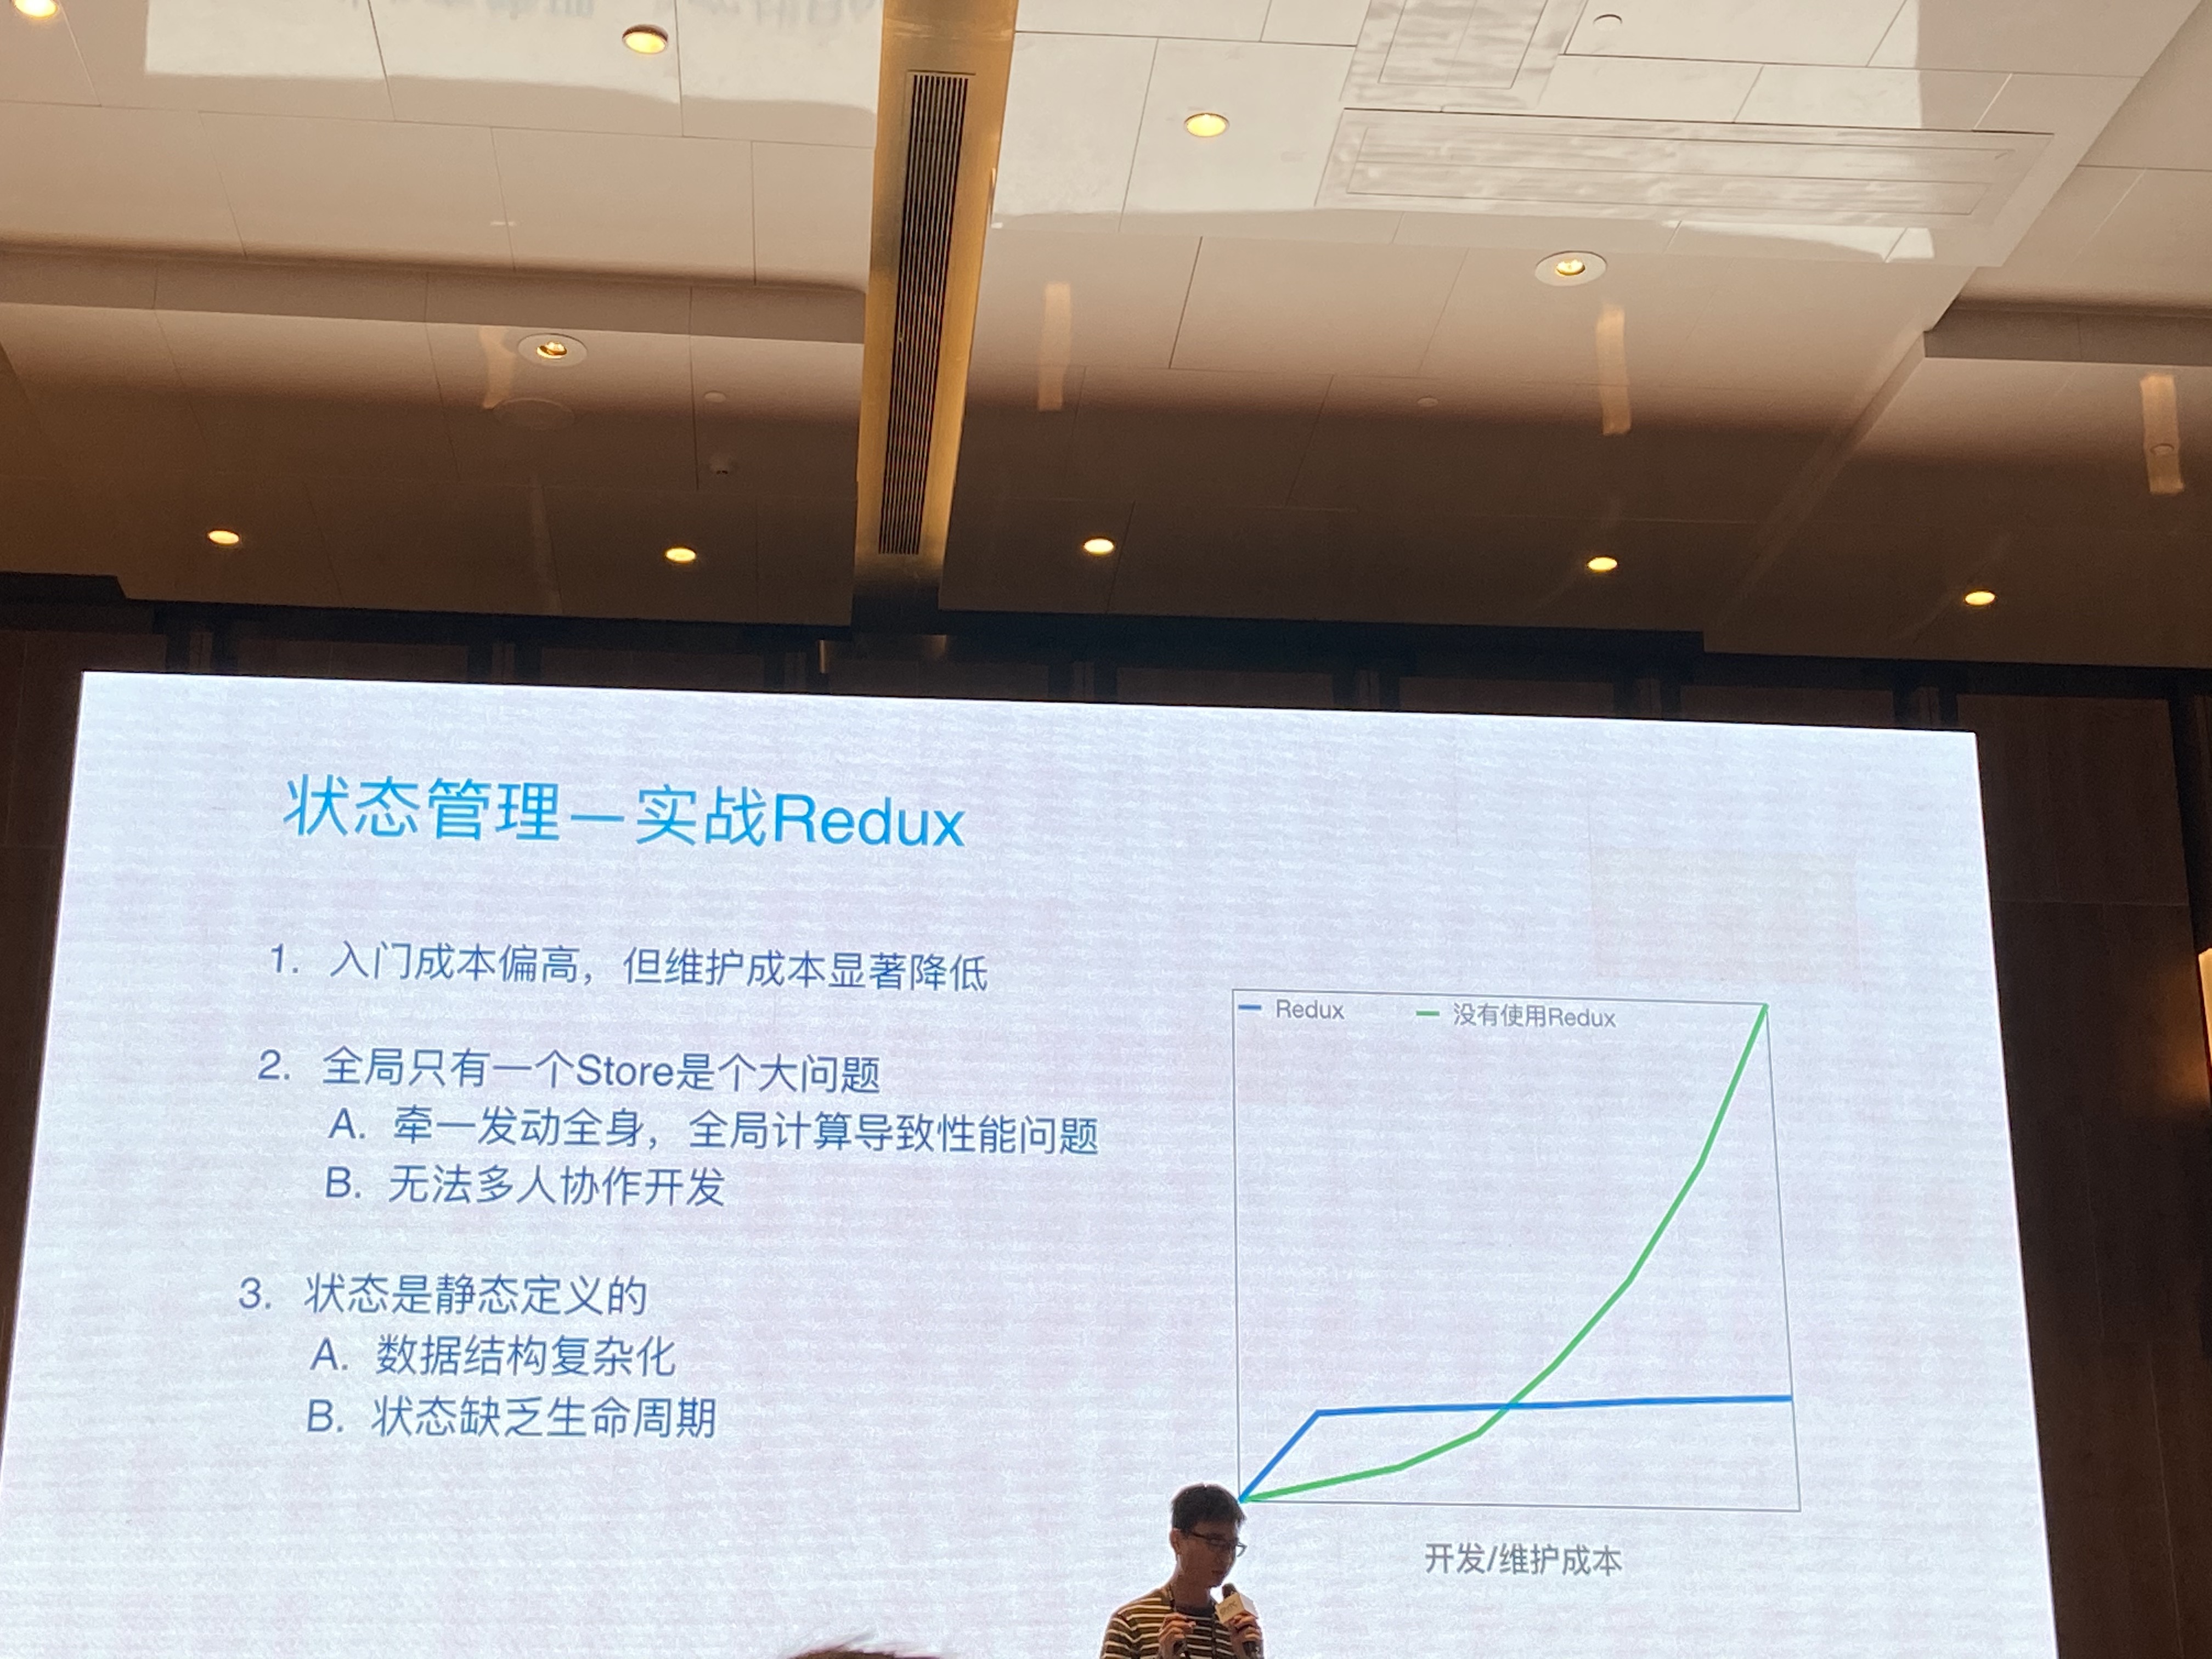 状态管理—实战Redux
1. 入门成本偏高，但维护成本显著降低
2. 全局只有一个Store是个大问题
A. 牵一发动全身，全局计算导致性能问题
B. 无法多人协作开发
3. 状态是静态定义的
A. 数据结构复杂化
B. 状态缺乏生命周期
Redux 没有使用Redux
开发/维护成本